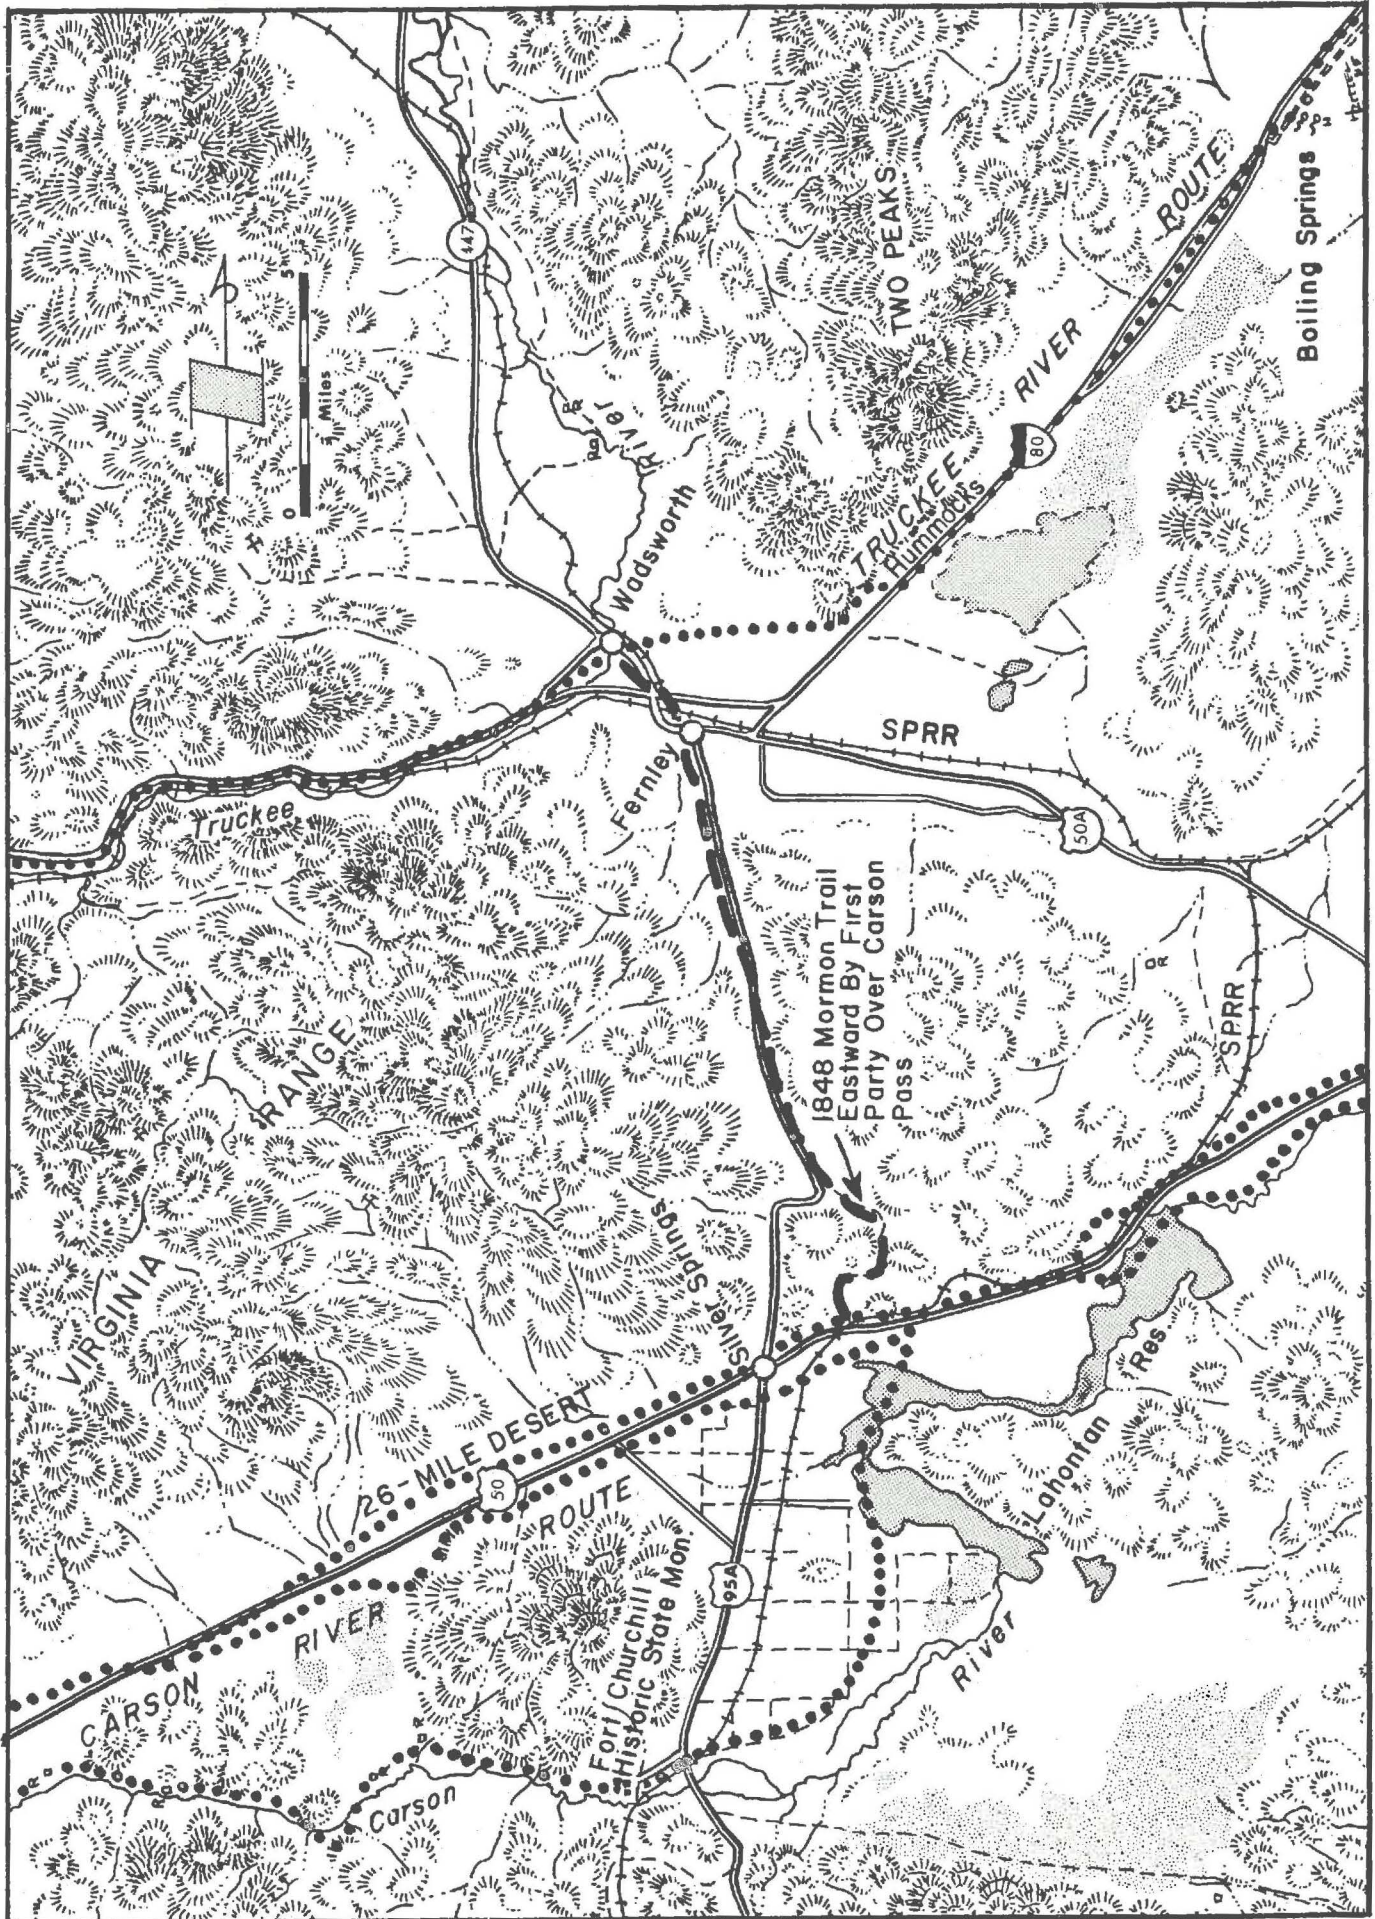 447
0
5
Miles
TWO PEAKS
TRUCKEE
RIVER
ROUTE
Hummocks
80
Boiling Springs
River
Wadsworth
Fernley
Truckee
SPRR
50A
SPRR
VIRGINIA
RANGE
1848 Mormon Trail
Eastward By First
Party Over Carson
Pass
Silver Springs
26-MILE DESERT
50
CARSON
RIVER
ROUTE
95A
Fort Churchill
Historic State Mon.
Lahontan
Res
River
Carson
R
R
R
R
R
R